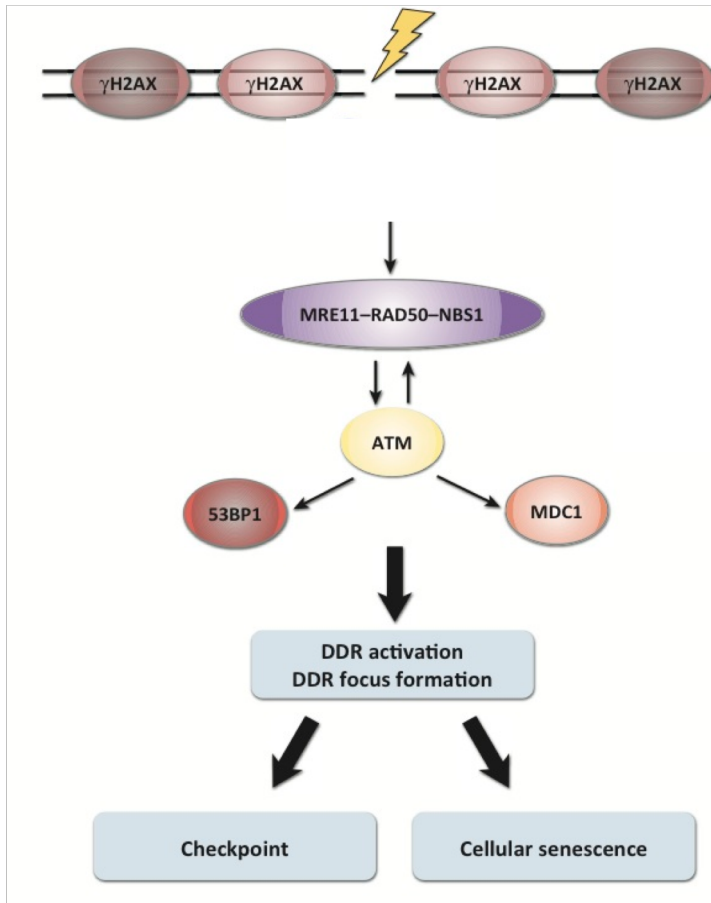 γH2AX γH2AX γH2AX γH2AX
MRE11–RAD50–NBS1
ATM
53BP1 MDC1
DDR activation
DDR focus formation
Checkpoint Cellular senescence